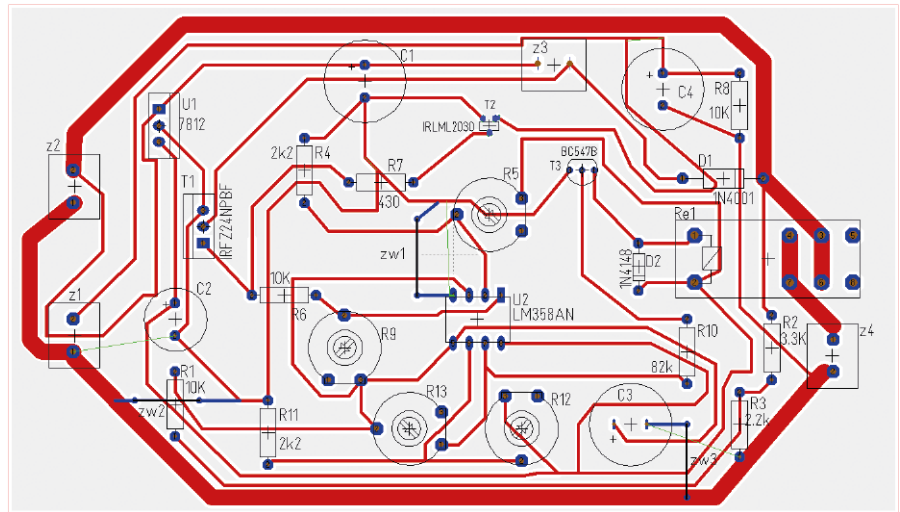 z3
C1
C4
R8
10K
U1
7812
T2
IRLML2030
z2
2k2
R4
R7
430
BC547B
T3
R5
D1
1N4001
T1
IRFZ24NPBF
Re1
zw1
1N4148
D2
z1
C2
10K
R6
U2
LM358AN
R9
R10
82k
R2
3.3K
z4
R1
10K
zw2
R11
2k2
R13
R12
C3
R3
2.2k
zw3